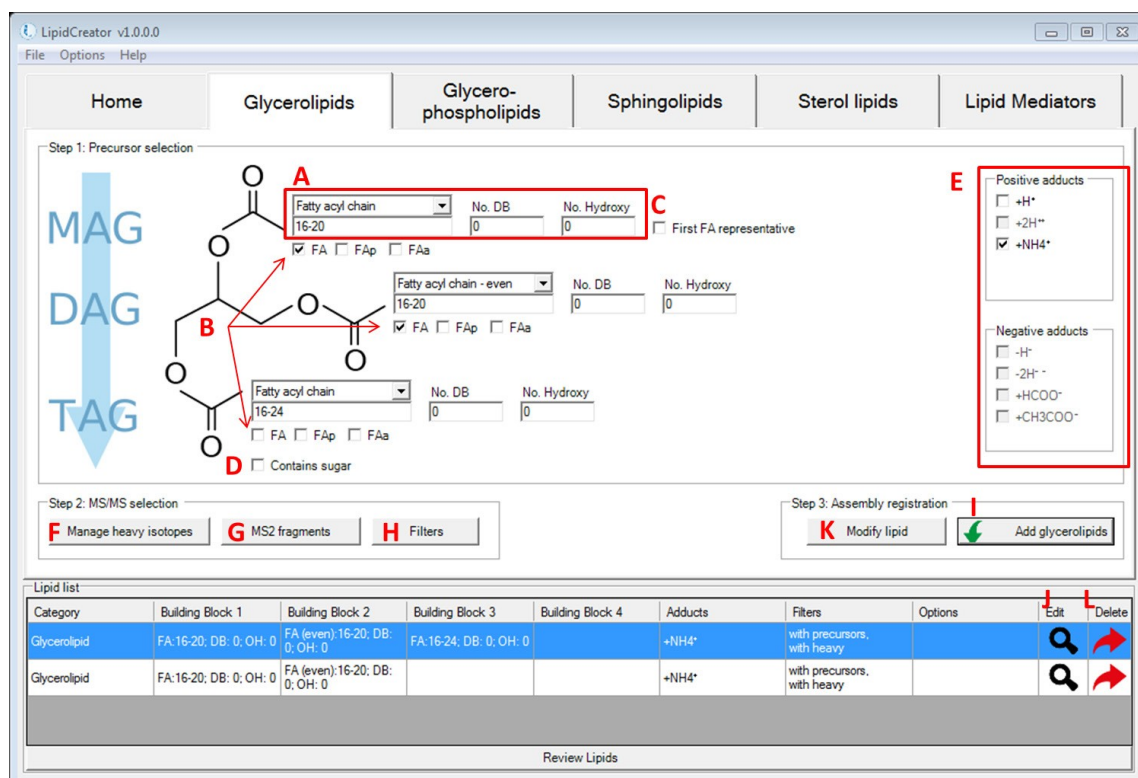 LipidCreator v1.0.0.0
File Options Help
Home
Glycerolipids
Glycero-
phospholipids
Sphingolipids
Sterol lipids
Lipid Mediators
Step 1: Precursor selection
MAG
DAG
TAG
O
O
O
O
O
O
A
Fatty acyl chain
No. DB
No. Hydroxy
16-20
0
0
C
First FA representative
FA FAp FAa
B
Fatty acyl chain - even
No. DB
No. Hydroxy
16-20
0
0
FA FAp FAa
Fatty acyl chain
No. DB
No. Hydroxy
16-24
0
0
FA FAp FAa
D
Contains sugar
E
Positive adducts
+H⁺
+2H⁺⁺
+NH4⁺
Negative adducts
-H⁻
-2H⁻ ⁻
+HCOO⁻
+CH3COO⁻
Step 2: MS/MS selection
F Manage heavy isotopes
G MS2 fragments
H Filters
Step 3: Assembly registration
K Modify lipid
I
Add glycerolipids
Lipid list
J L
Category Building Block 1 Building Block 2 Building Block 3 Building Block 4 Adducts Filters Options Edit Delete
Glycerolipid FA:16-20; DB: 0; OH: 0 FA (even):16-20; DB: FA:16-24; DB: 0; OH: 0 +NH4⁺ with precursors,
0; OH: 0 with heavy
Glycerolipid FA:16-20; DB: 0; OH: 0 FA (even):16-20; DB: +NH4⁺ with precursors,
0; OH: 0 with heavy
Review Lipids